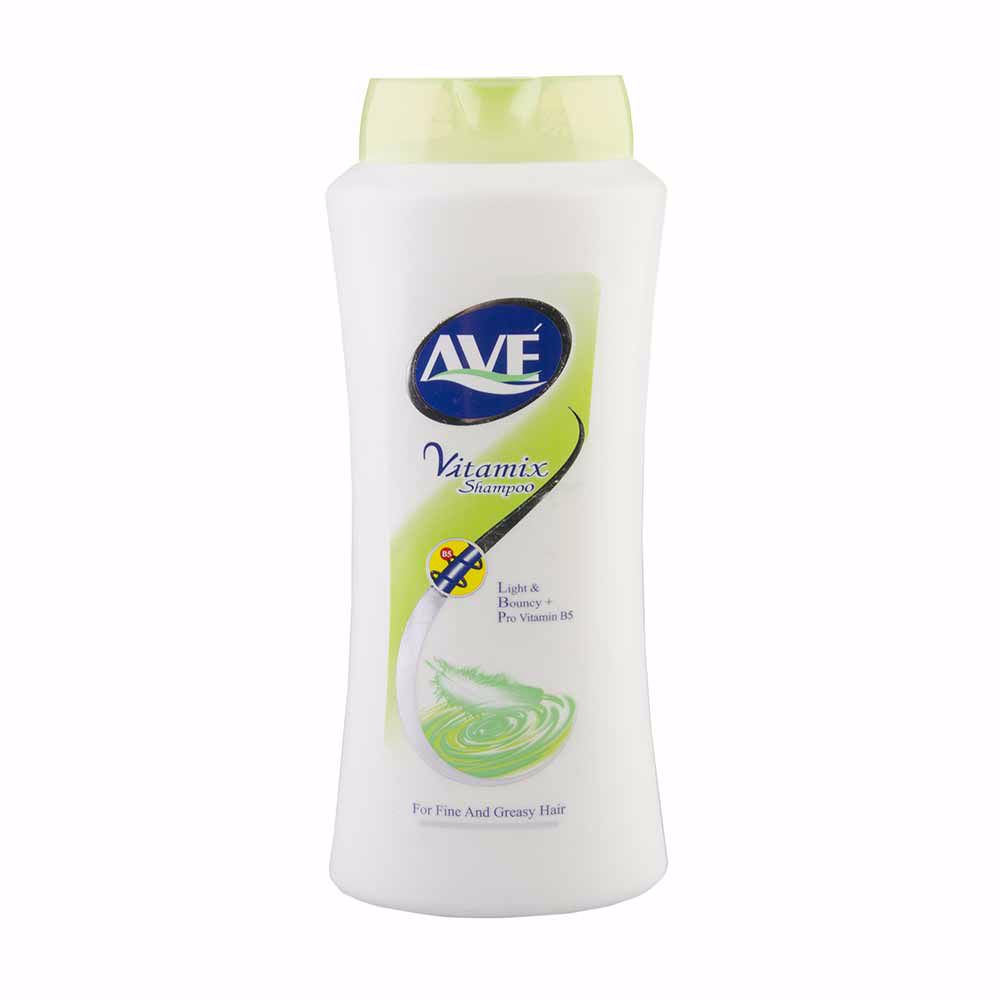 AVÉ
Vitamix
Shampoo
B5
Light &
Bouncy +
Pro Vitamin B5
For Fine And Greasy Hair